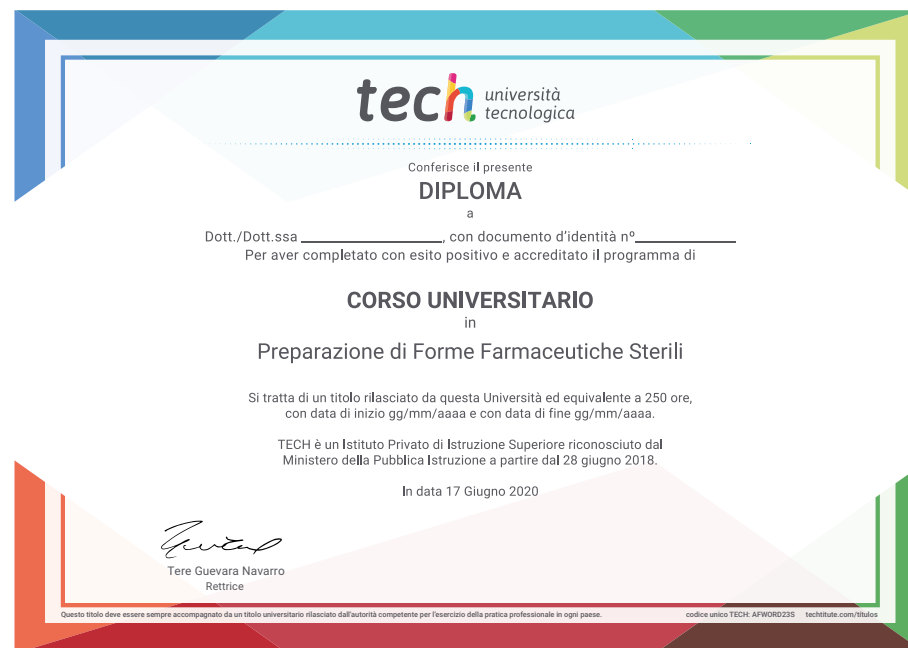 tech università
tecnologica
Conferisce il presente
DIPLOMA
a
Dott./Dott.ssa ____________________, con documento d'identità nº______________
Per aver completato con esito positivo e accreditato il programma di
CORSO UNIVERSITARIO
in
Preparazione di Forme Farmaceutiche Sterili
Si tratta di un titolo rilasciato da questa Università ed equivalente a 250 ore,
con data di inizio gg/mm/aaaa e con data di fine gg/mm/aaaa.
TECH è un Istituto Privato di Istruzione Superiore riconosciuto dal
Ministero della Pubblica Istruzione a partire dal 28 giugno 2018.
In data 17 Giugno 2020
Tere Guevara Navarro
Rettrice
Questo titolo deve essere sempre accompagnato da un titolo universitario rilasciato dall'autorità competente per l'esercizio della pratica professionale in ogni paese. codice unico TECH: AFWORD23S techtitute.com/titulos